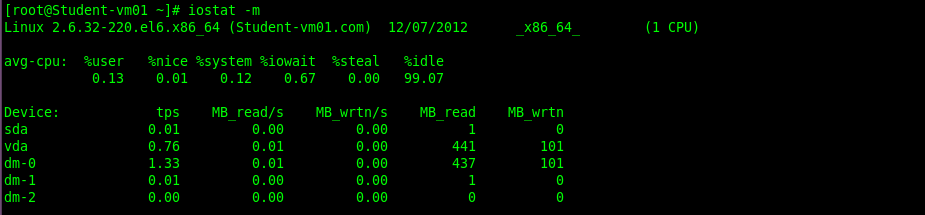 [root@Student-vm01 ~]# iostat -m
Linux 2.6.32-220.el6.x86_64 (Student-vm01.com) 12/07/2012 _x86_64_ (1 CPU)
avg-cpu: %user %nice %system %iowait %steal %idle
0.13 0.01 0.12 0.67 0.00 99.07
Device: tps MB_read/s MB_wrtn/s MB_read MB_wrtn
sda 0.01 0.00 0.00 1 0
vda 0.76 0.01 0.00 441 101
dm-0 1.33 0.01 0.00 437 101
dm-1 0.01 0.00 0.00 1 0
dm-2 0.00 0.00 0.00 0 0